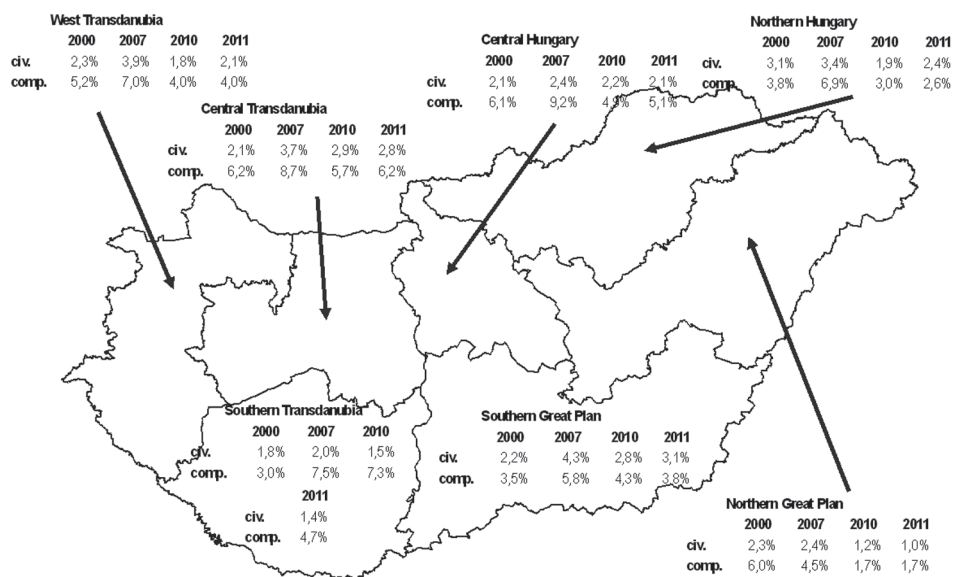 West Transdanubia
2000 2007 2010 2011
civ. 2,3% 3,9% 1,8% 2,1%
comp. 5,2% 7,0% 4,0% 4,0%
Central Hungary
2000 2007 2010 2011
civ. 2,1% 2,4% 2,2% 2,1%
comp. 6,1% 9,2% 5,1%
Northern Hungary
2000 2007 2010 2011
civ. 3,1% 3,4% 1,9% 2,4%
comp. 3,8% 6,9% 3,0% 2,6%
Central Transdanubia
2000 2007 2010 2011
civ. 2,1% 3,7% 2,9% 2,8%
comp. 6,2% 8,7% 5,7% 6,2%
Southern Transdanubia
2000 2007 2010
civ. 1,8% 2,0% 1,5%
comp. 3,0% 7,5% 7,3%
2011
civ. 1,4%
comp. 4,7%
Southern Great Plan
2000 2007 2010 2011
civ. 2,2% 4,3% 2,8% 3,1%
comp. 3,5% 5,8% 4,3% 3,8%
Northern Great Plan
2000 2007 2010 2011
civ. 2,3% 2,4% 1,2% 1,0%
comp. 6,0% 4,5% 1,7% 1,7%